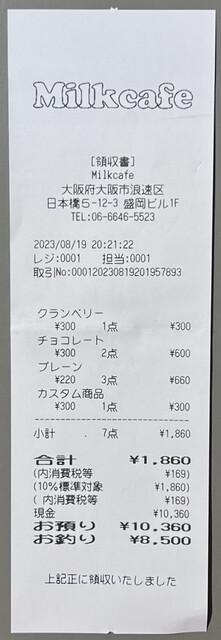 Milkcafe
[領収書]
Milkcafe
大阪府大阪市浪速区
日本橋5-12-3 盛岡ビル1F
TEL:06-6646-5523
2023/08/19 20:21:22
レジ:0001 担当:0001
取引No:00012023081920195789​3
クランベリー
¥300 1点 ¥300
チョコレート
¥300 2点 ¥600
プレーン
¥220 3点 ¥660
カスタム商品
¥300 1点 ¥300
小計 . 7点 ¥1,860
合計 ¥1,860
(内消費税等 ¥169)
(10%標準対象 ¥1,860)
( 内消費税等 ¥169)
現金 ¥10,360
お預り ¥10,360
お釣り ¥8,500
上記正に領収いたしました